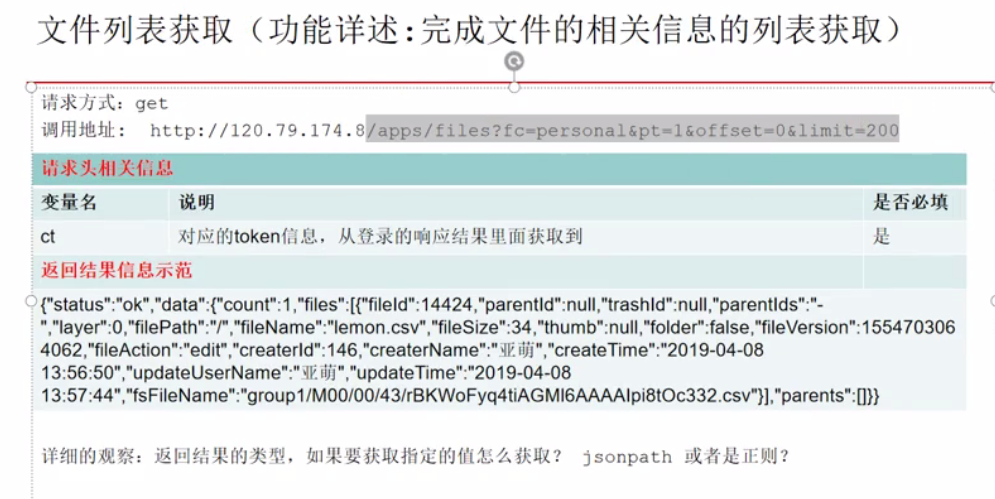 文件列表获取（功能详述:完成文件的相关信息的列表获取）
请求方式：get
调用地址： http://120.79.174.8/apps/files?fc=personal&pt=1&offset=0&limit=200
请求头相关信息
变量名 说明 是否必填
ct 对应的token信息，从登录的响应结果里面获取到 是
返回结果信息示范
{"status":"ok","data":{"count":1,"files":[{"fileId":14424,"parentId":null,"trashId":null,"parentIds":"-
","layer":0,"filePath":"/","fileName":"lemon.csv","fileSize":34,"thumb":null,"folder":false,"fileVersion":155470306
4062,"fileAction":"edit","createrId":146,"createrName":"亚萌","createTime":"2019-04-08
13:56:50","updateUserName":"亚萌","updateTime":"2019-04-08
13:57:44","fsFileName":"group1/M00/00/43/rBKWoFyq4tiAGMl6AAAAIpi8tOc332.csv"}],"parents":[]}}
详细的观察：返回结果的类型，如果要获取指定的值怎么获取？ jsonpath 或者是正则？